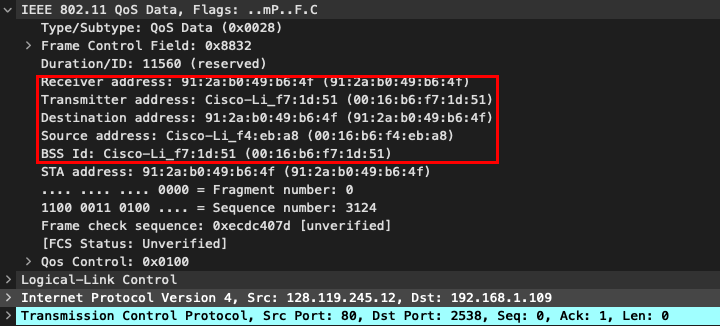 IEEE 802.11 QoS Data, Flags: ..mP..F.C
Type/Subtype: QoS Data (0x0028)
Frame Control Field: 0x8832
Duration/ID: 11560 (reserved)
Receiver address: 91:2a:b0:49:b6:4f (91:2a:b0:49:b6:4f)
Transmitter address: Cisco-Li_f7:1d:51 (00:16:b6:f7:1d:51)
Destination address: 91:2a:b0:49:b6:4f (91:2a:b0:49:b6:4f)
Source address: Cisco-Li_f4:eb:a8 (00:16:b6:f4:eb:a8)
BSS Id: Cisco-Li_f7:1d:51 (00:16:b6:f7:1d:51)
STA address: 91:2a:b0:49:b6:4f (91:2a:b0:49:b6:4f)
.... .... .... 0000 = Fragment number: 0
1100 0011 0100 .... = Sequence number: 3124
Frame check sequence: 0xecdc407d [unverified]
[FCS Status: Unverified]
Qos Control: 0x0100
Logical-Link Control
Internet Protocol Version 4, Src: 128.119.245.12, Dst: 192.168.1.109
Transmission Control Protocol, Src Port: 80, Dst Port: 2538, Seq: 0, Ack: 1, Len: 0